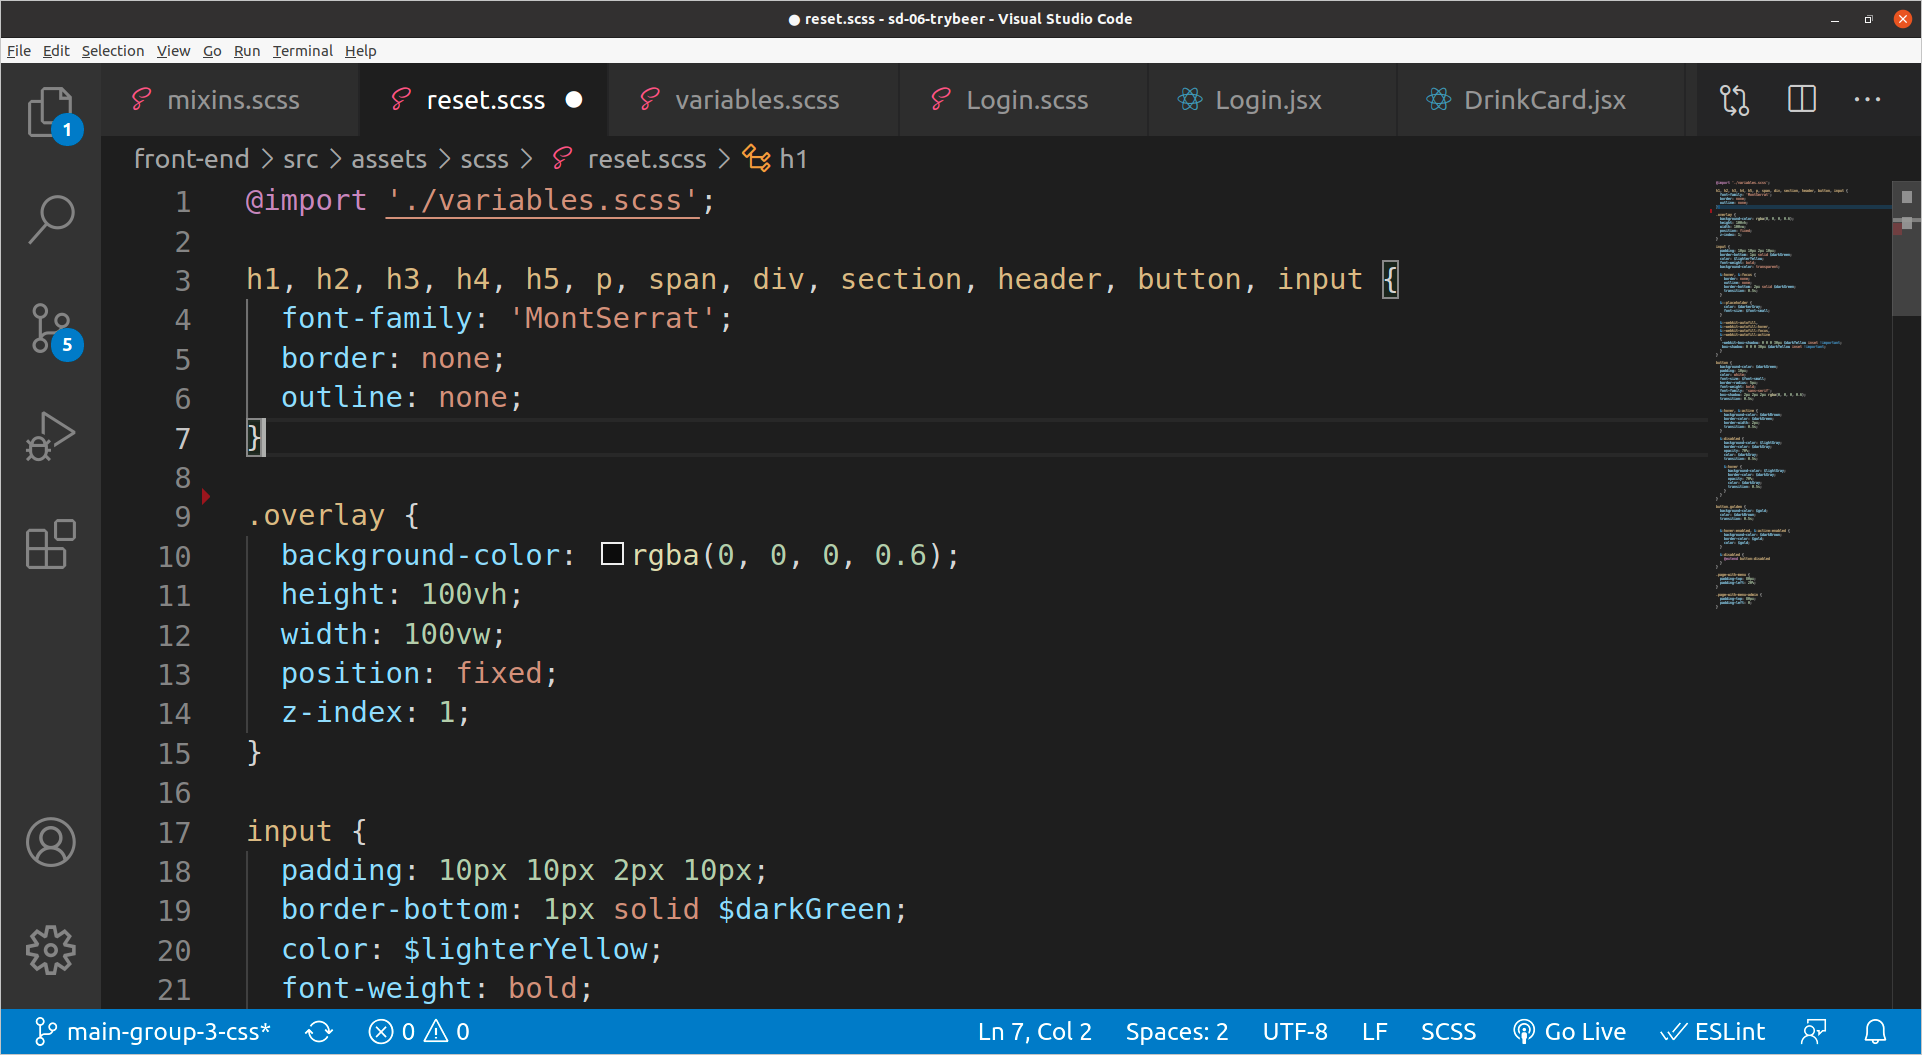 ● reset.scss - sd-06-trybeer - Visual Studio Code
File Edit Selection View Go Run Terminal Help
mixins.scss reset.scss ● variables.scss Login.scss Login.jsx DrinkCard.jsx ···
1
front-end > src > assets > scss > reset.scss > h1
1 @import './variables.scss';
2
3 h1, h2, h3, h4, h5, p, span, div, section, header, button, input {
4 font-family: 'MontSerrat';
5 border: none;
6 outline: none;
7 }
8
9 .overlay {
10 background-color: rgba(0, 0, 0, 0.6);
11 height: 100vh;
12 width: 100vw;
13 position: fixed;
14 z-index: 1;
15 }
16
17 input {
18 padding: 10px 10px 2px 10px;
19 border-bottom: 1px solid $darkGreen;
20 color: $lighterYellow;
21 font-weight: bold;
5
main-group-3-css* 0 0 Ln 7, Col 2 Spaces: 2 UTF-8 LF SCSS Go Live ESLint